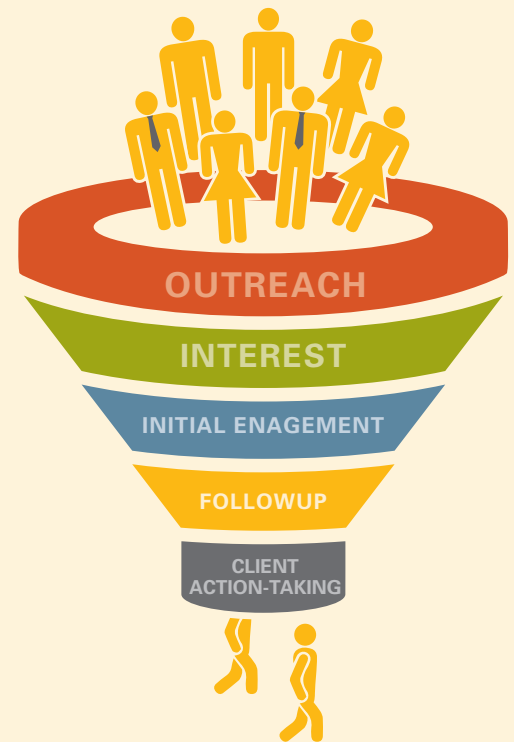 OUTREACH
INTEREST
INITIAL ENAGEMENT
FOLLOWUP
CLIENT
ACTION-TAKING